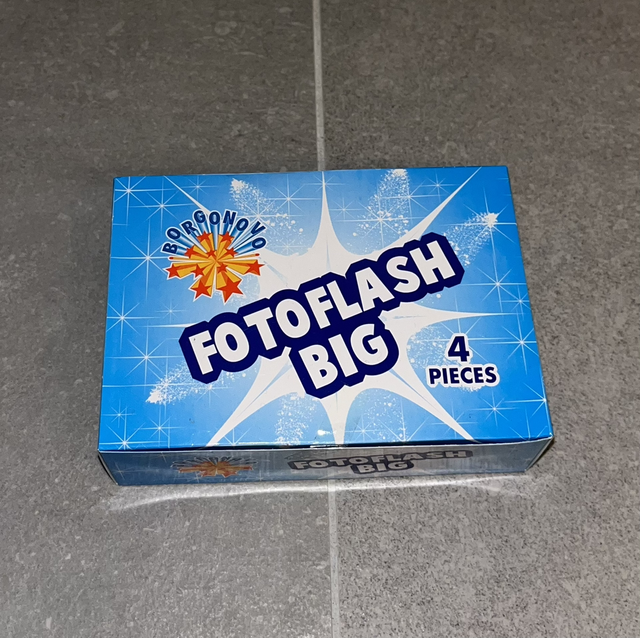 BORGONOVO
FOTOFLASH
BIG
4
PIECES
FOTOFLASH
BIG